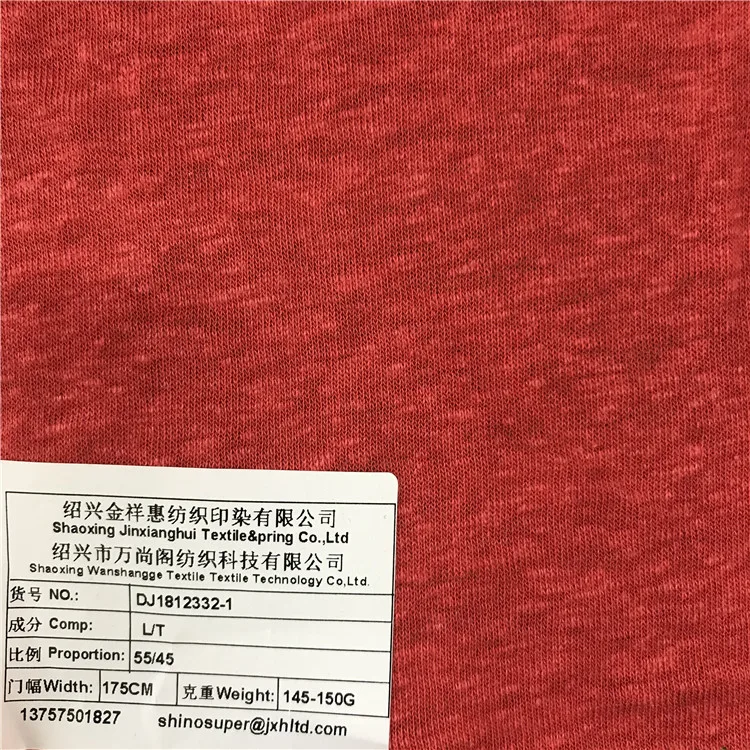 绍兴金祥惠纺织印染有限公司
Shaoxing Jinxianghui Textile&pring Co.,Ltd
绍兴市万尚阁纺织科技有限公司
Shaoxing Wanshangge Textile Textile Technology Co,Ltd.
货号 NO.: DJ1812332-1
成分 Comp: L/T
比例 Proportion: 55/45
门幅Width: 175CM 克重Weight: 145-150G
13757501827 shinosuper@jxhltd.com